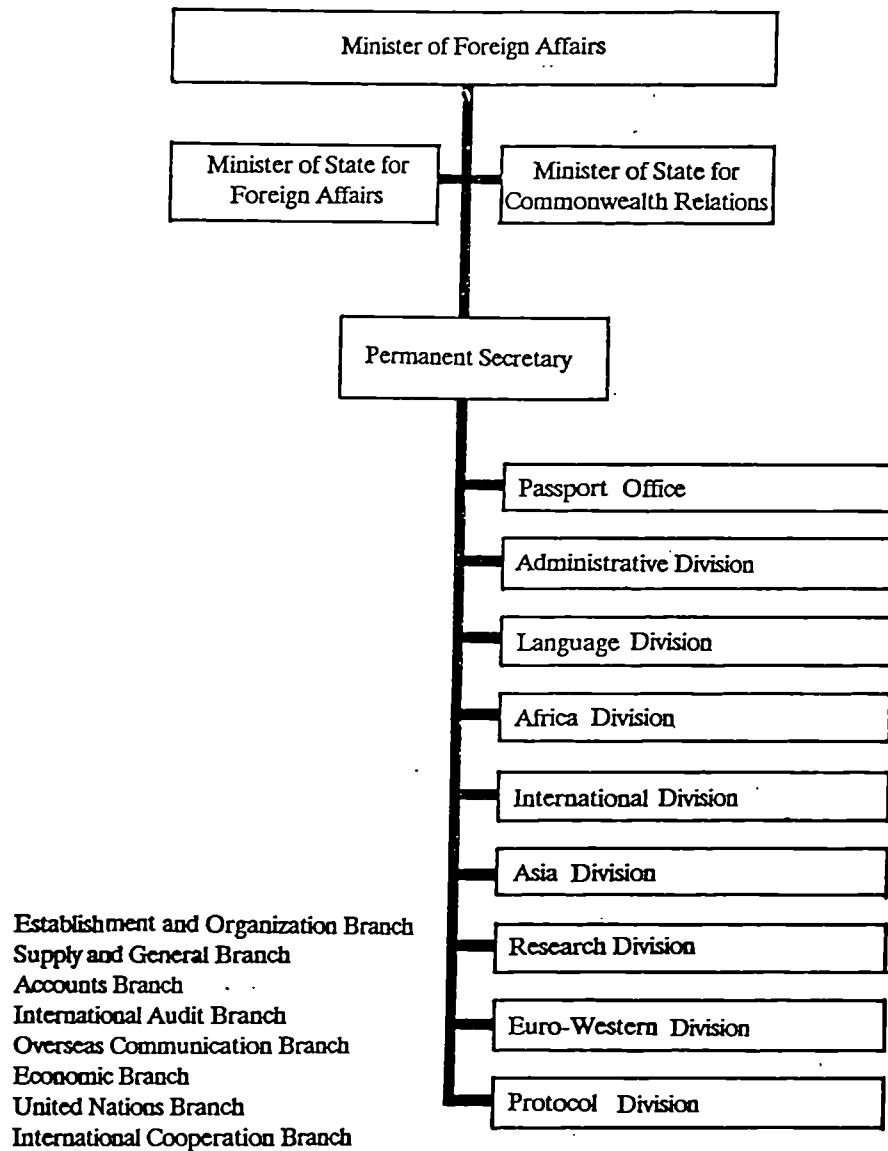 Minister of Foreign Affairs
Minister of State for
Foreign Affairs
Minister of State for
Commonwealth Relations
Permanent Secretary
Passport Office
Administrative Division
Language Division
Africa Division
International Division
Asia Division
Research Division
Euro-Western Division
Protocol Division
Establishment and Organization Branch
Supply and General Branch
Accounts Branch
International Audit Branch
Overseas Communication Branch
Economic Branch
United Nations Branch
International Cooperation Branch